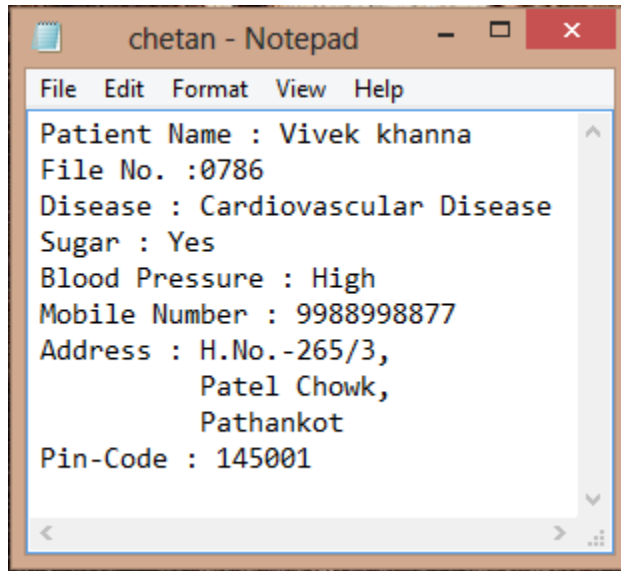 chetan - Notepad
File Edit Format View Help
Patient Name : Vivek khanna
File No. :0786
Disease : Cardiovascular Disease
Sugar : Yes
Blood Pressure : High
Mobile Number : 9988998877
Address : H.No.-265/3,
Patel Chowk,
Pathankot
Pin-Code : 145001